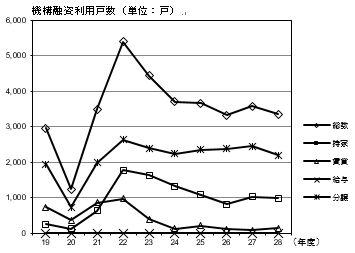 機構融資利用戸数（単位：戸）
6,000
5,000
4,000
3,000
2,000
1,000
0
19 20 21 22 23 24 25 26 27 28 （年度）
総数
持家
賃貸
給与
分譲